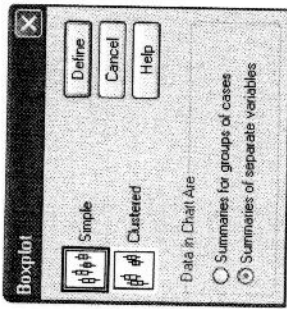 Boxplot
Simple
Clustered
Define
Cancel
Help
Data in Chart Are
Summaries for groups of cases
Summaries of separate variables